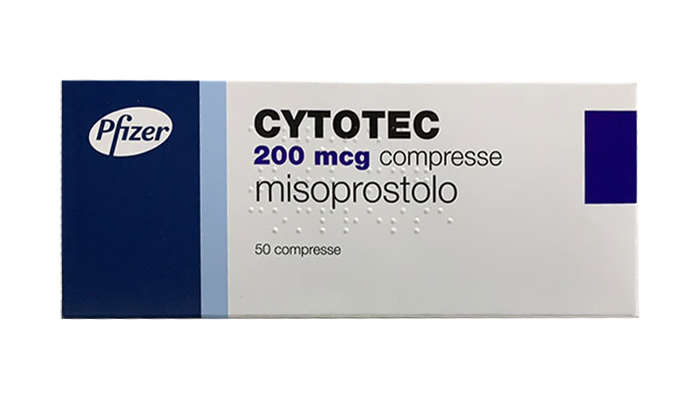 Pfizer
CYTOTEC
200 mcg compresse
misoprostolo
50 compresse